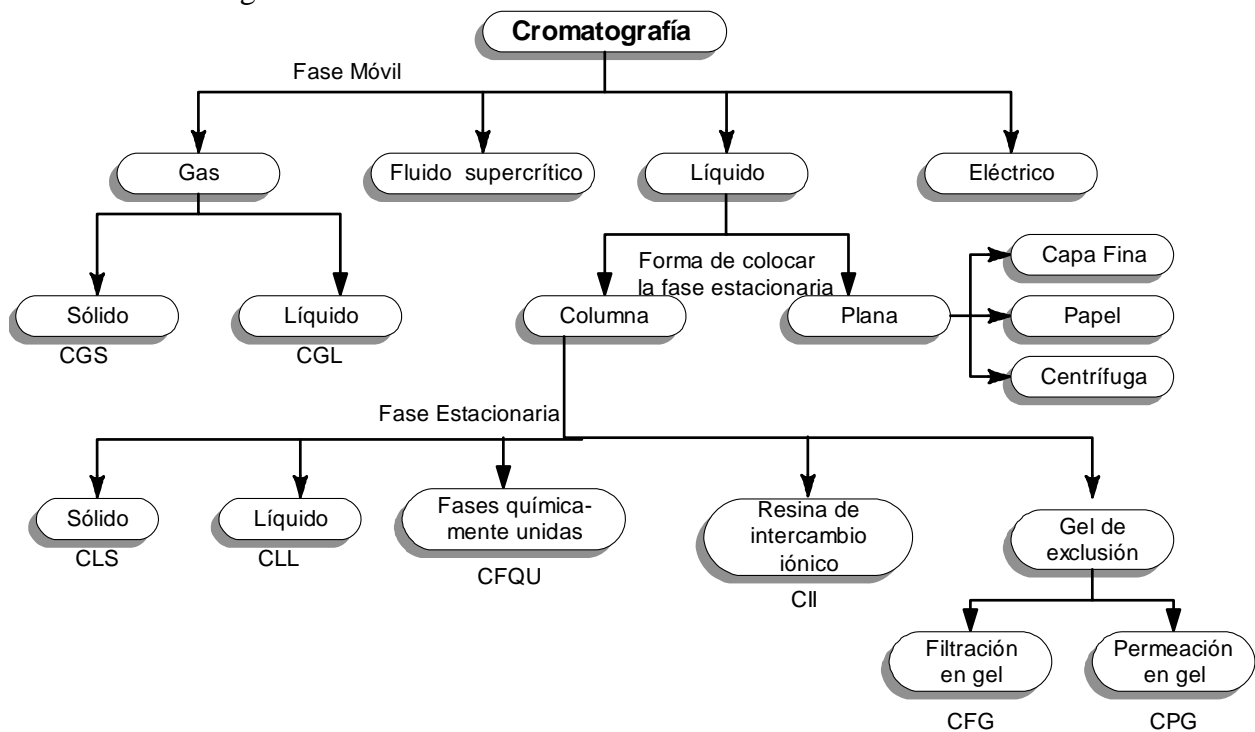 Cromatografía
Fase Móvil
Gas
Fluido supercrítico
Líquido
Eléctrico
Forma de colocar
la fase estacionaria
Capa Fina
Sólido
CGS
Líquido
CGL
Columna
Plana
Papel
Centrífuga
Fase Estacionaria
Sólido
CLS
Líquido
CLL
Fases química-
mente unidas
CFQU
Resina de
intercambio
iónico
CII
Gel de
exclusión
Filtración
en gel
CFG
Permeación
en gel
CPG